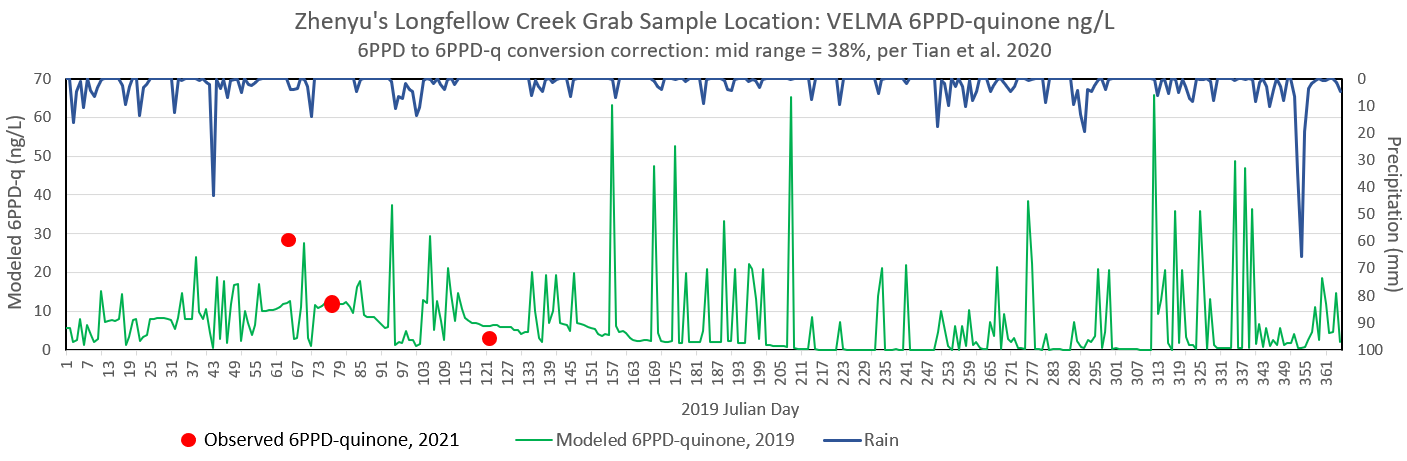 Zhenyu's Longfellow Creek Grab Sample Location: VELMA 6PPD-quinone ng/L
6PPD to 6PPD-q conversion correction: mid range = 38%, per Tian et al. 2020
Modeled 6PPD-q (ng/L)
70
60
50
40
30
20
10
0
0
10
20
30
40
50
60
70
80
90
100
Precipitation (mm)
1 7 13 19 25 31 37 43 49 55 61 67 73 79 85 91 97 103 109 115 121 127 133 139 145 151 157 163 169 175 181 187 193 199 205 211 217 223 229 235 241 247 253 259 265 271 277 283 289 295 301 307 313 319 325 331 337 343 349 355 361
2019 Julian Day
Observed 6PPD-quinone, 2021 Modeled 6PPD-quinone, 2019 Rain